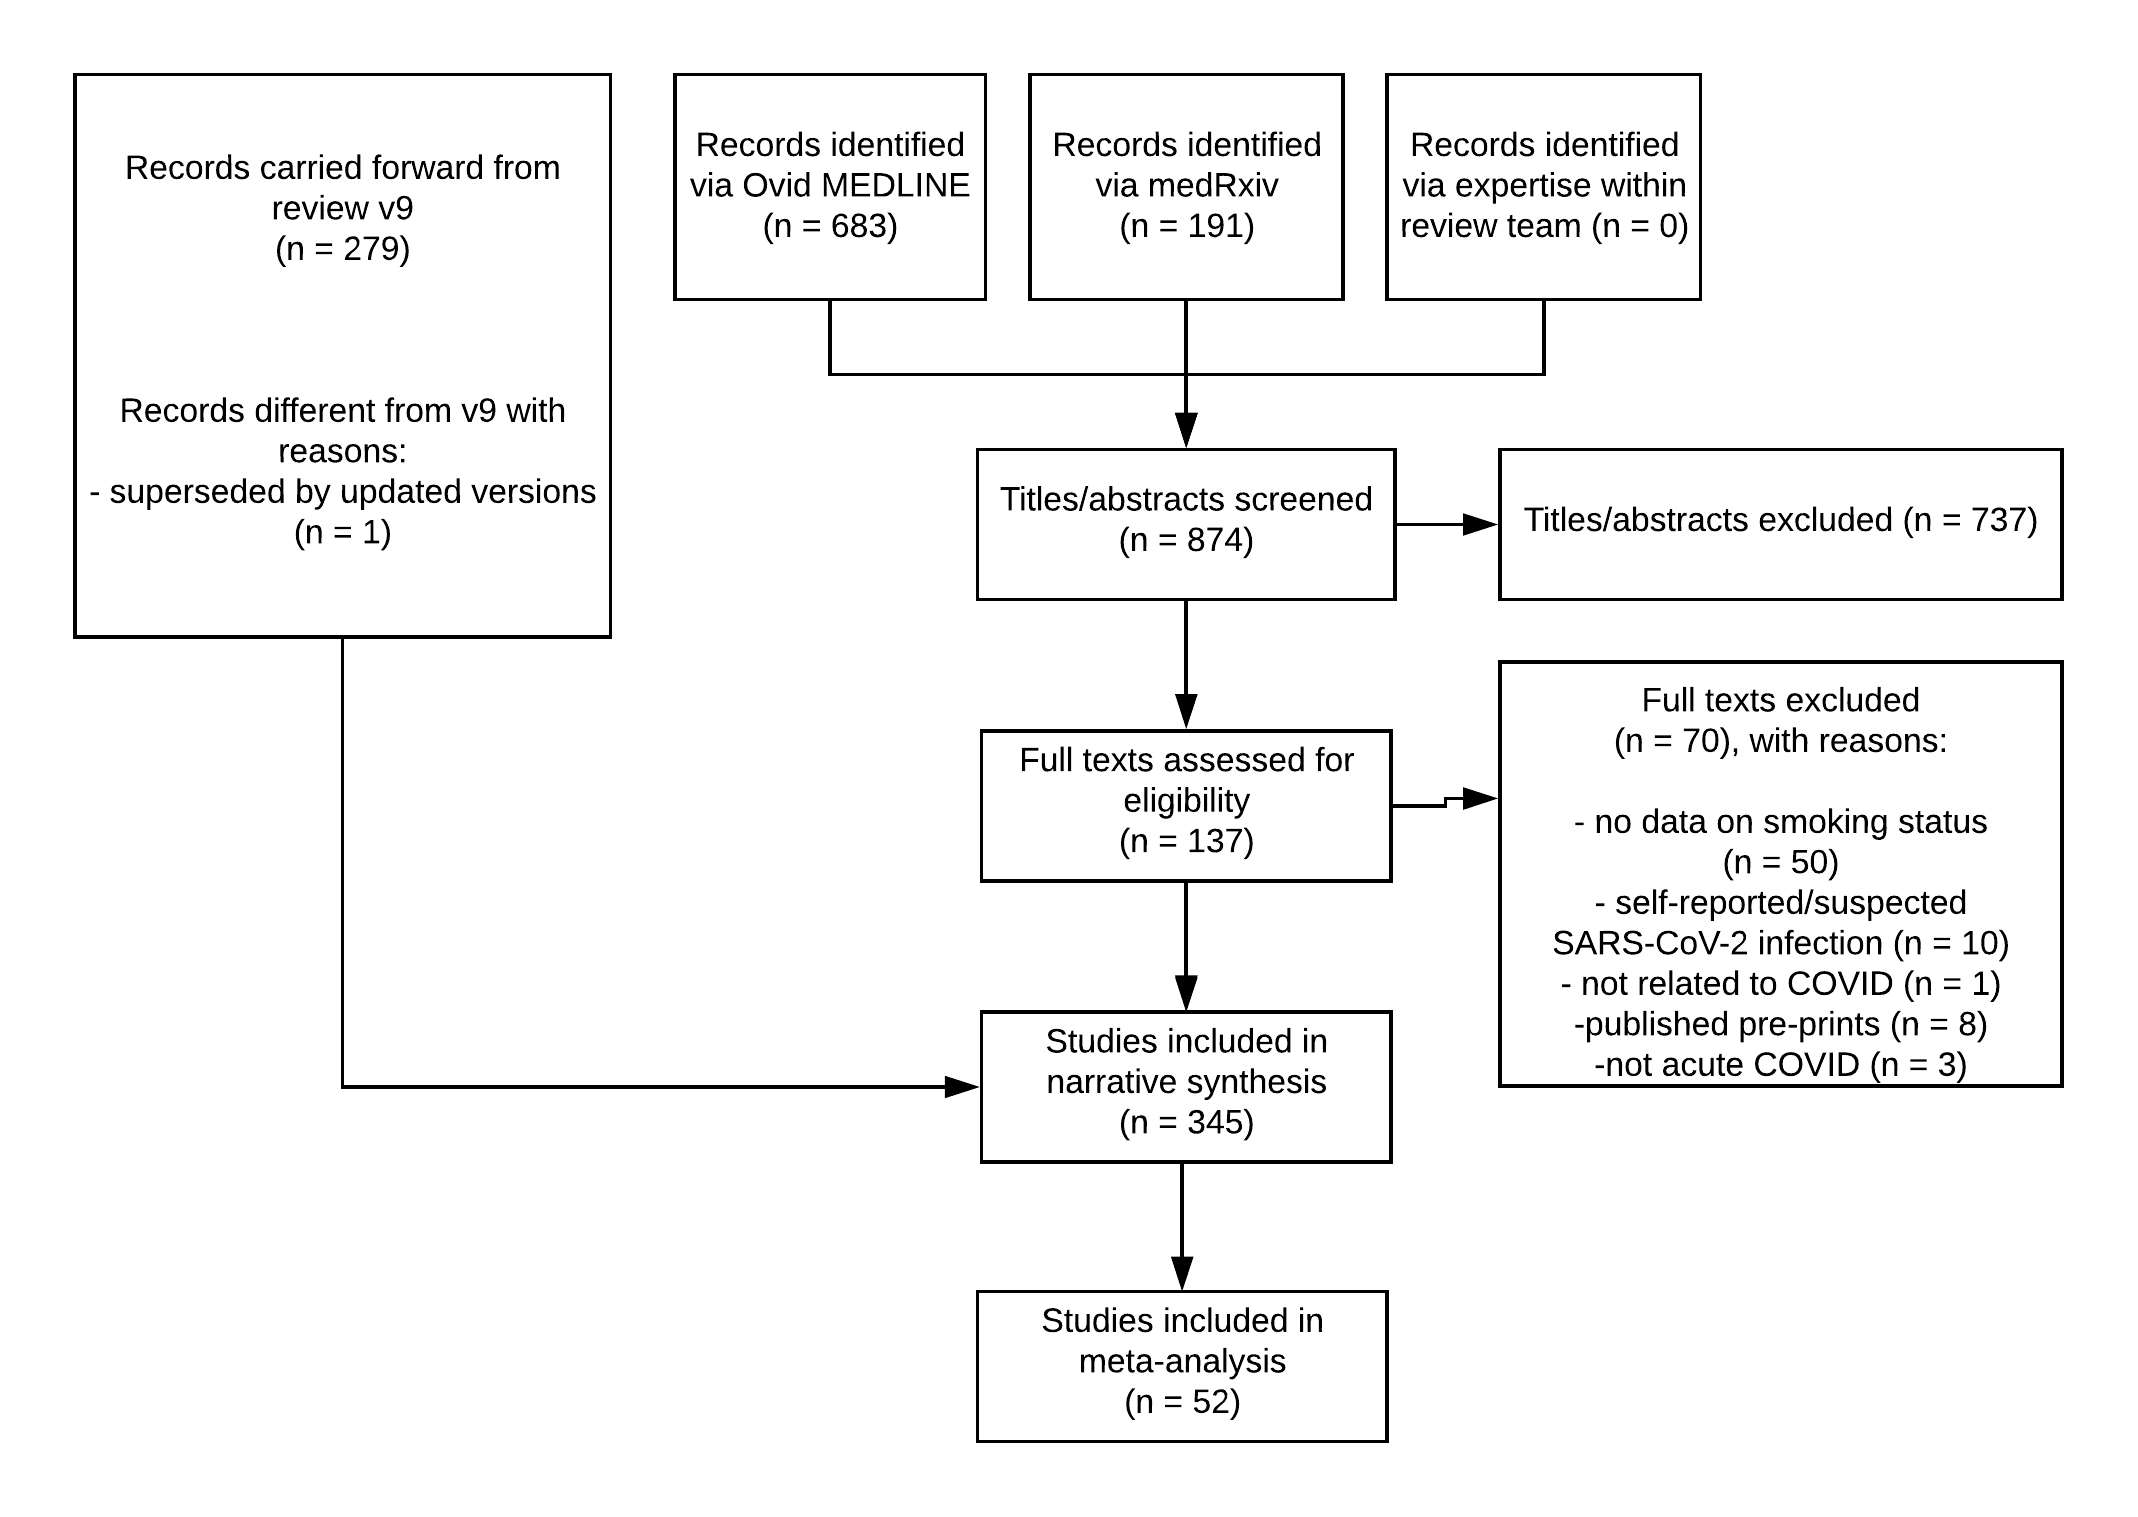 Records carried forward from
review v9
(n = 279)
Records different from v9 with
reasons:
- superseded by updated versions
(n = 1)
Records identified
via Ovid MEDLINE
(n = 683)
Records identified
via medRxiv
(n = 191)
Records identified
via expertise within
review team (n = 0)
Titles/abstracts screened
(n = 874)
Titles/abstracts excluded (n = 737)
Full texts assessed for
eligibility
(n = 137)
Full texts excluded
(n = 70), with reasons:
- no data on smoking status
(n = 50)
- self-reported/suspected
SARS-CoV-2 infection (n = 10)
- not related to COVID (n = 1)
-published pre-prints (n = 8)
-not acute COVID (n = 3)
Studies included in
narrative synthesis
(n = 345)
Studies included in
meta-analysis
(n = 52)